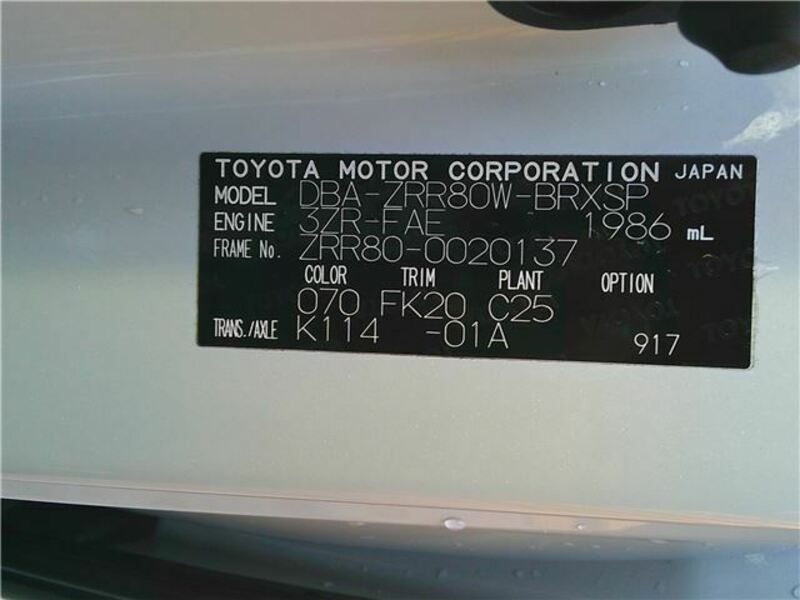 TOYOTA MOTOR CORPORATION JAPAN
MODEL DBA-ZRR80W-BRXSP
ENGINE 3ZR-FAE 1986 mL
FRAME No. ZRR80-0020137
COLOR TRIM PLANT OPTION
070 FK20 C25
TRANS./AXLE K114 -01A 917